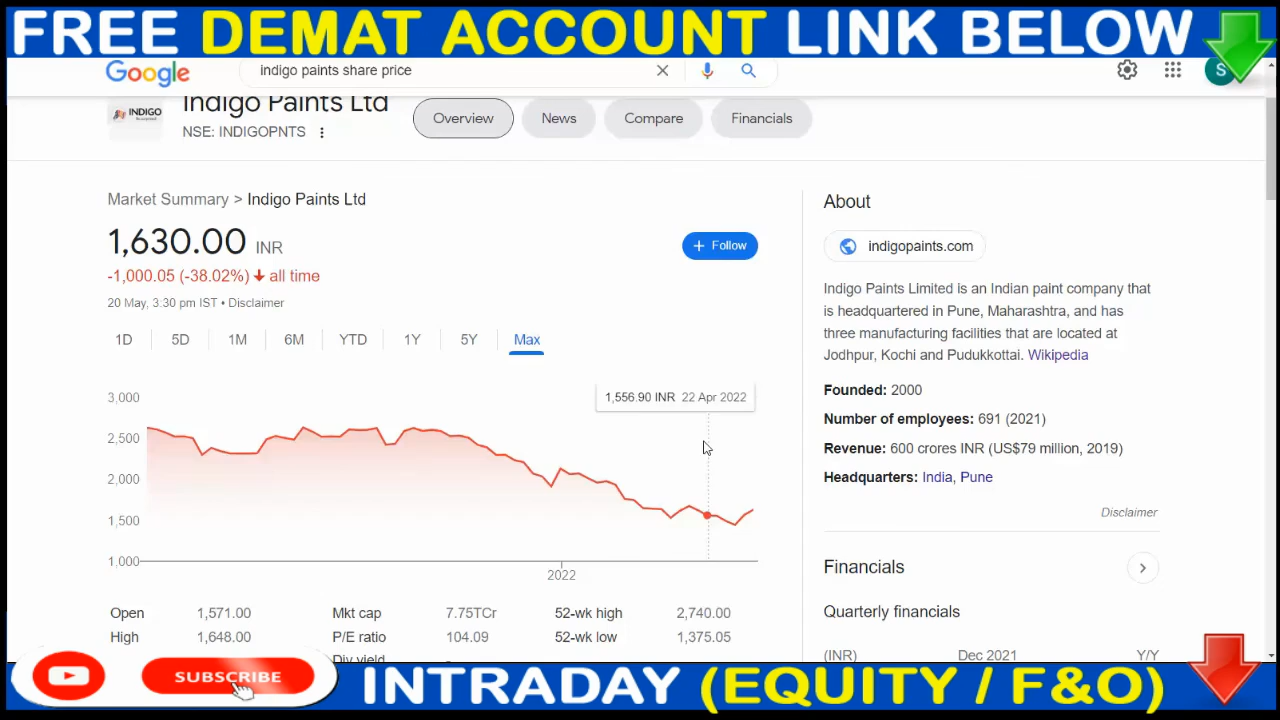 FREE DEMAT ACCOUNT LINK BELOW
Google
indigo paints share price
S
INDIGO
Indigo Paints Ltd
NSE: INDIGOPNTS
Overview
News
Compare
Financials
Market Summary > Indigo Paints Ltd
1,630.00 INR
+ Follow
-1,000.05 (-38.02%) all time
20 May, 3:30 pm IST • Disclaimer
1D
5D
1M
6M
YTD
1Y
5Y
Max
1,556.90 INR 22 Apr 2022
3,000
2,500
2,000
1,500
1,000
2022
Open 1,571.00 Mkt cap 7.75TCr 52-wk high 2,740.00
High 1,648.00 P/E ratio 104.09 52-wk low 1,375.05
Div yield -
About
indigopaints.com
Indigo Paints Limited is an Indian paint company that
is headquartered in Pune, Maharashtra, and has
three manufacturing facilities that are located at
Jodhpur, Kochi and Pudukkottai. Wikipedia
Founded: 2000
Number of employees: 691 (2021)
Revenue: 600 crores INR (US$79 million, 2019)
Headquarters: India, Pune
Disclaimer
Financials
Quarterly financials
(INR) Dec 2021 Y/Y
SUBSCRIBE
INTRADAY (EQUITY / F&O)